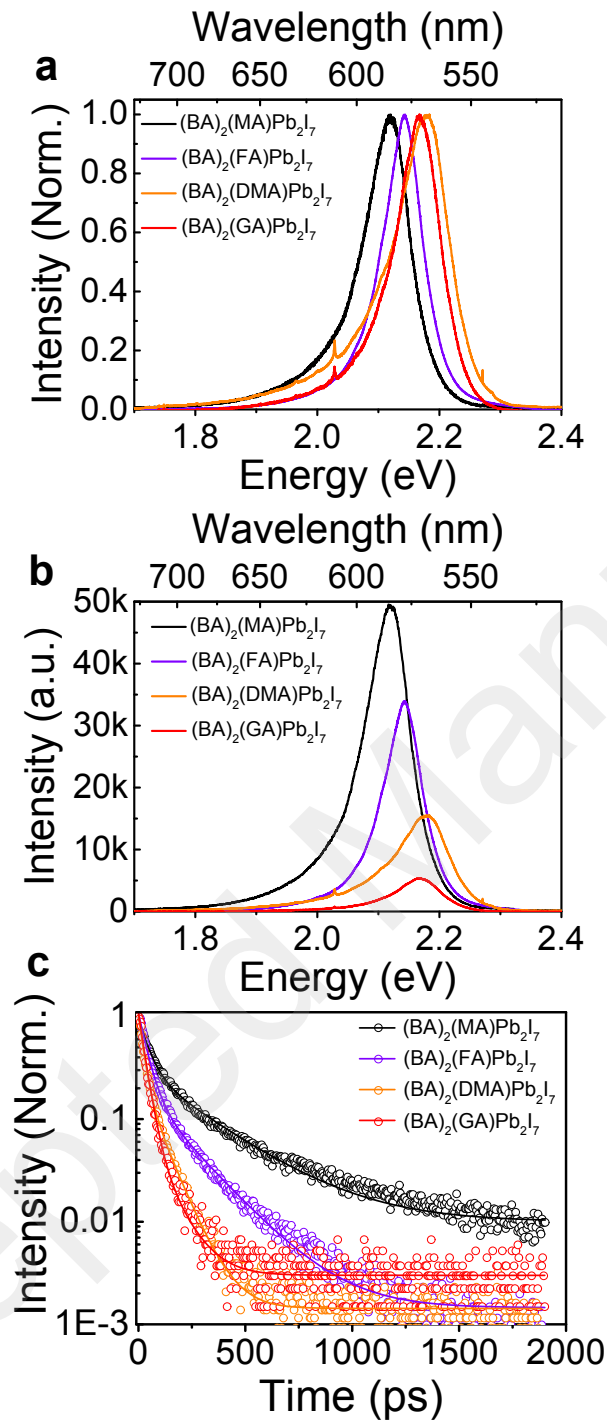 Wavelength (nm)
a
700 650 600 550
Intensity (Norm.)
1.0
0.8
0.6
0.4
0.2
0.0
(BA)₂(MA)Pb₂I₇
(BA)₂(FA)Pb₂I₇
(BA)₂(DMA)Pb₂I₇
(BA)₂(GA)Pb₂I₇
1.8 2.0 2.2 2.4
Energy (eV)
Wavelength (nm)
b
700 650 600 550
Intensity (a.u.)
50k
40k
30k
20k
10k
0
(BA)₂(MA)Pb₂I₇
(BA)₂(FA)Pb₂I₇
(BA)₂(DMA)Pb₂I₇
(BA)₂(GA)Pb₂I₇
1.8 2.0 2.2 2.4
Energy (eV)
c
Intensity (Norm.)
1
0.1
0.01
1E-3
(BA)₂(MA)Pb₂I₇
(BA)₂(FA)Pb₂I₇
(BA)₂(DMA)Pb₂I₇
(BA)₂(GA)Pb₂I₇
0 500 1000 1500 2000
Time (ps)
epted Man